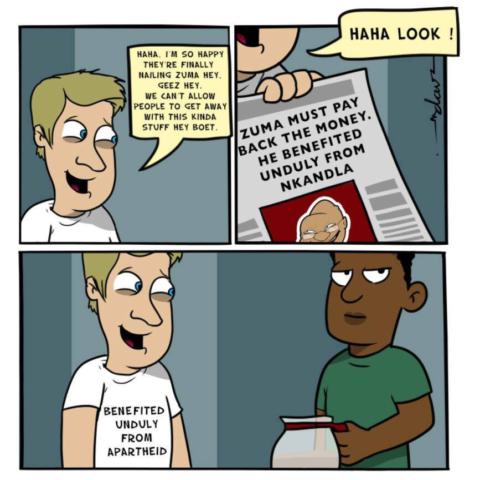 HAHA. I'M SO HAPPY
THEY'RE FINALLY
NAILING ZUMA HEY.
GEEZ HEY.
WE CAN'T ALLOW
PEOPLE TO GET AWAY
WITH THIS KINDA
STUFF HEY BOET.
HAHA LOOK !
ZUMA MUST PAY
BACK THE MONEY.
HE BENEFITED
UNDULY FROM
NKANDLA
BENEFITED
UNDULY
FROM
APARTHEID